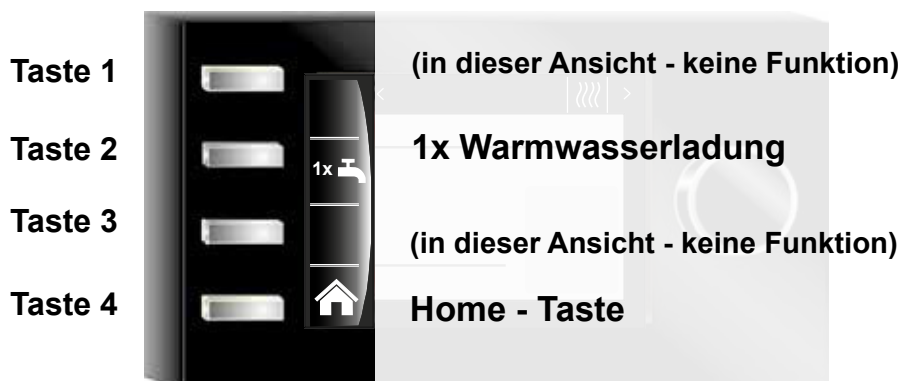 Taste 1 (in dieser Ansicht - keine Funktion)
Taste 2 1x 1x Warmwasserladung
Taste 3 (in dieser Ansicht - keine Funktion)
Taste 4 Home - Taste